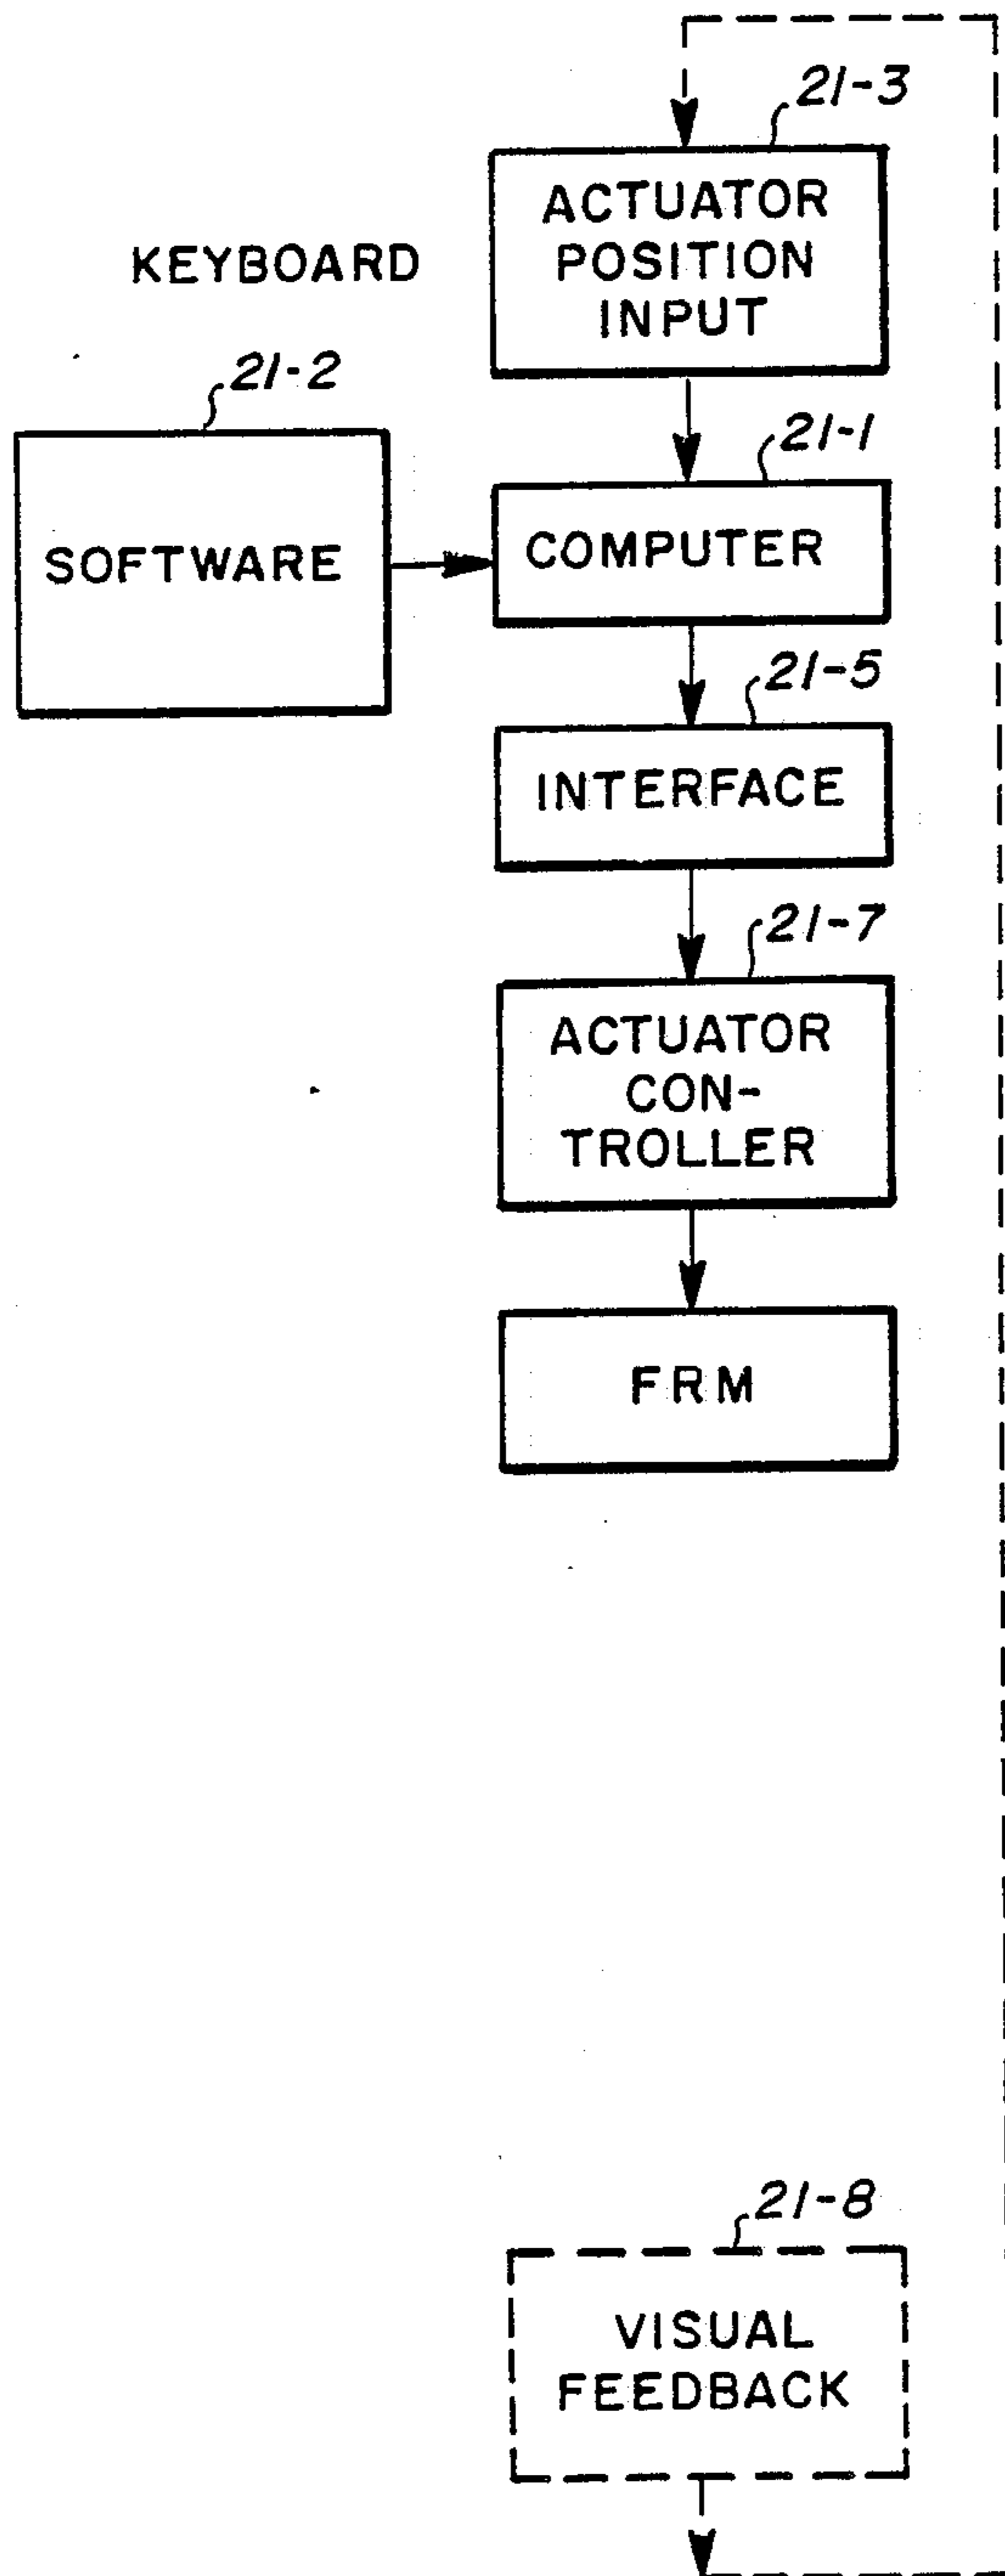 21-3
ACTUATOR
POSITION
INPUT
KEYBOARD
21-2
SOFTWARE
21-1
COMPUTER
21-5
INTERFACE
21-7
ACTUATOR
CON-
TROLLER
FRM
21-8
VISUAL
FEEDBACK